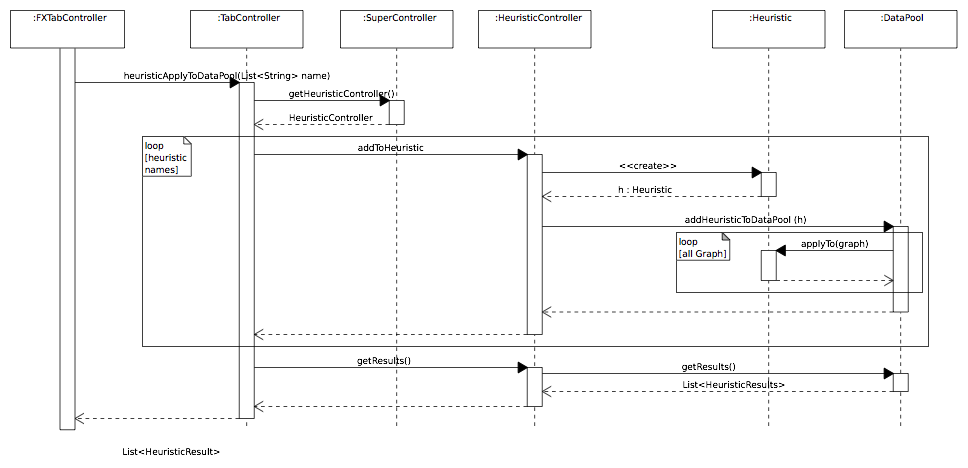 :FXTabController
:TabController
:SuperController
:HeuristicController
:Heuristic
:DataPool
heuristicApplyToDataPool(List<String> name)
getHeuristicController()
HeuristicController
loop
[heuristic
names]
addToHeuristic
<<create>>
h : Heuristic
addHeuristicToDataPool (h)
loop
[all Graph]
applyTo(graph)
getResults()
getResults()
List<HeuristicResults>
List<HeuristicResult>